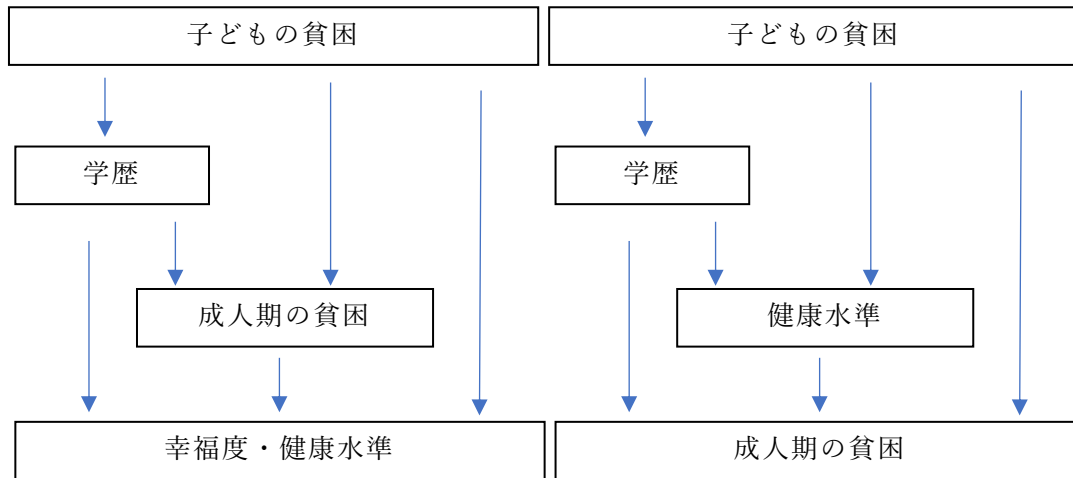 子どもの貧困
学歴
成人期の貧困
幸福度・健康水準
子どもの貧困
学歴
健康水準
成人期の貧困